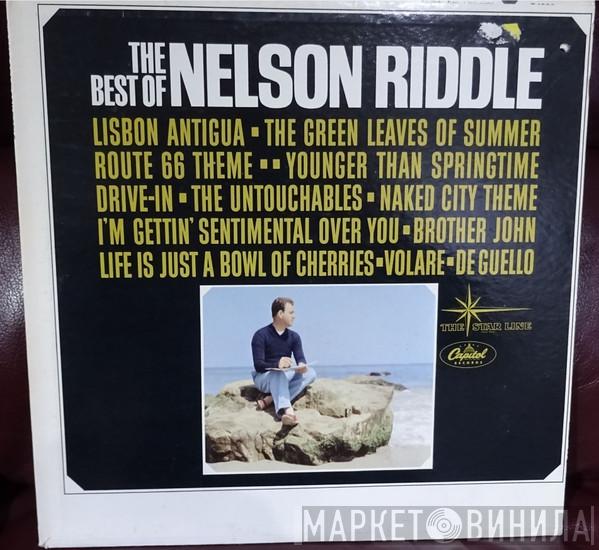 THE
BEST OF NELSON RIDDLE
LISBON ANTIGUA ▪ THE GREEN LEAVES OF SUMMER
ROUTE 66 THEME ▪▪ YOUNGER THAN SPRINGTIME
DRIVE-IN ▪ THE UNTOUCHABLES ▪ NAKED CITY THEME
I'M GETTIN' SENTIMENTAL OVER YOU ▪ BROTHER JOHN
LIFE IS JUST A BOWL OF CHERRIES ▪ VOLARE ▪ DE GUELLO
THE STAR LINE
Capitol
RECORDS
МАРКЕТ ВИНИЛА